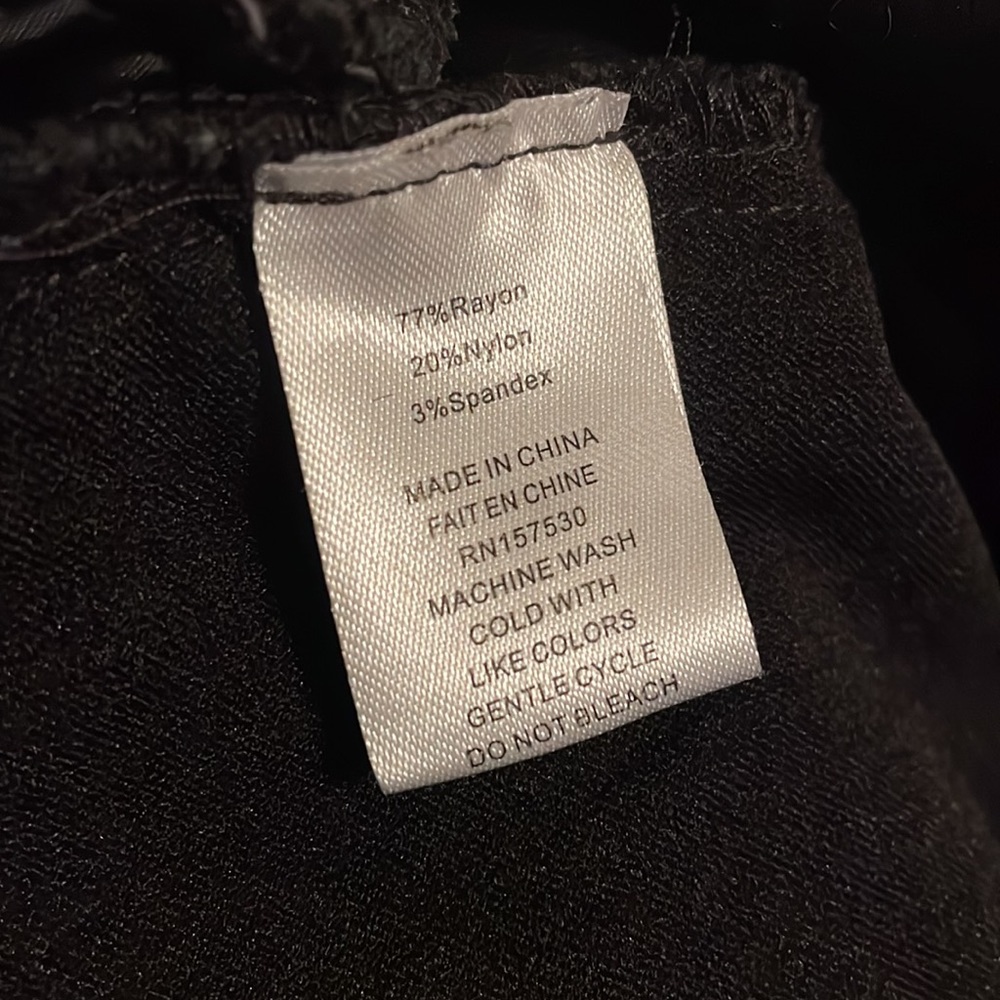 77%Rayon
20%Nylon
3%Spandex
MADE IN CHINA
FAIT EN CHINE
RN157530
MACHINE WASH
COLD WITH
LIKE COLORS
GENTLE CYCLE
DO NOT BLEACH